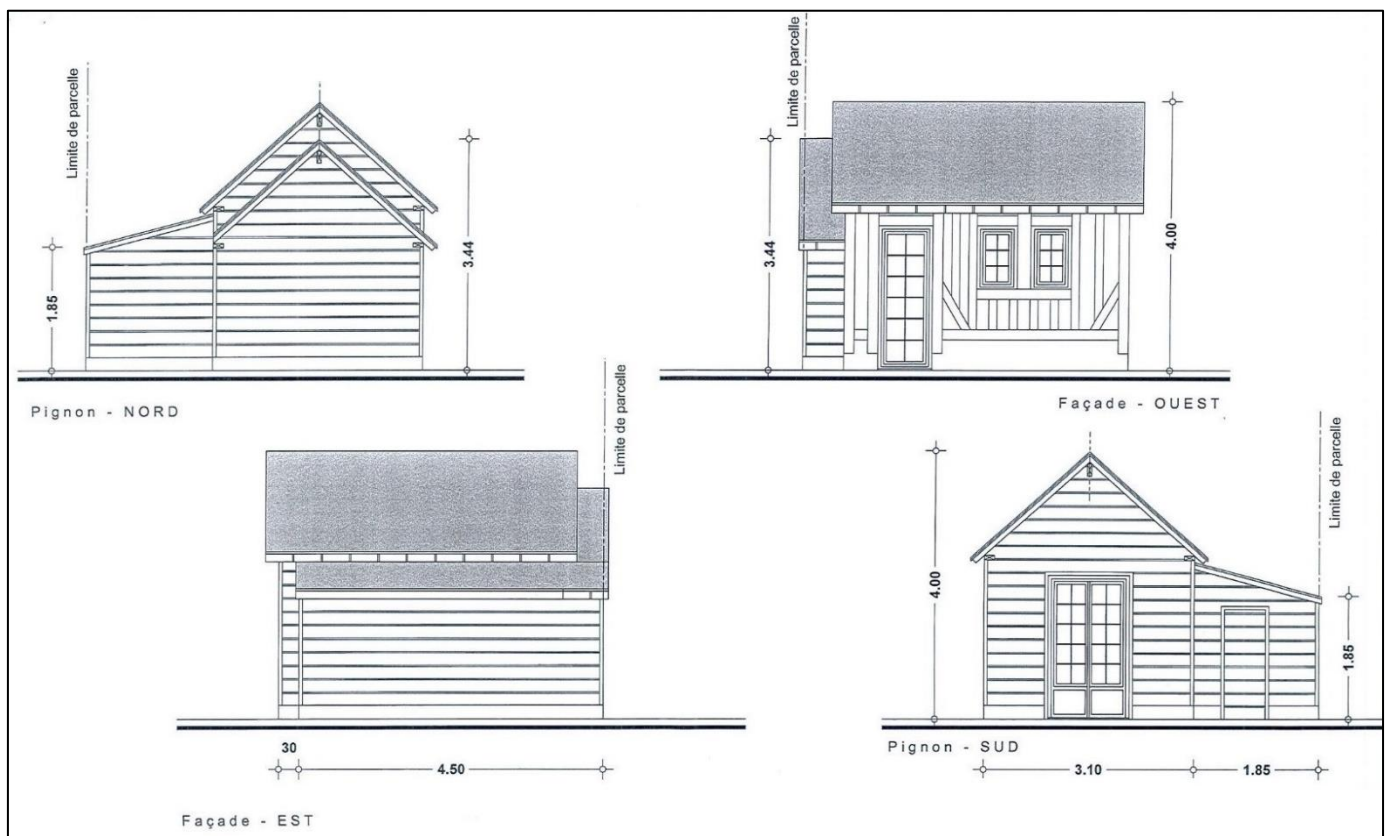 Limite de parcelle
1.85
3.44
Pignon - NORD
Limite de parcelle
3.44
4.00
Façade - OUEST
Limite de parcelle
30
4.50
Façade - EST
Limite de parcelle
4.00
1.85
Pignon - SUD
3.10
1.85